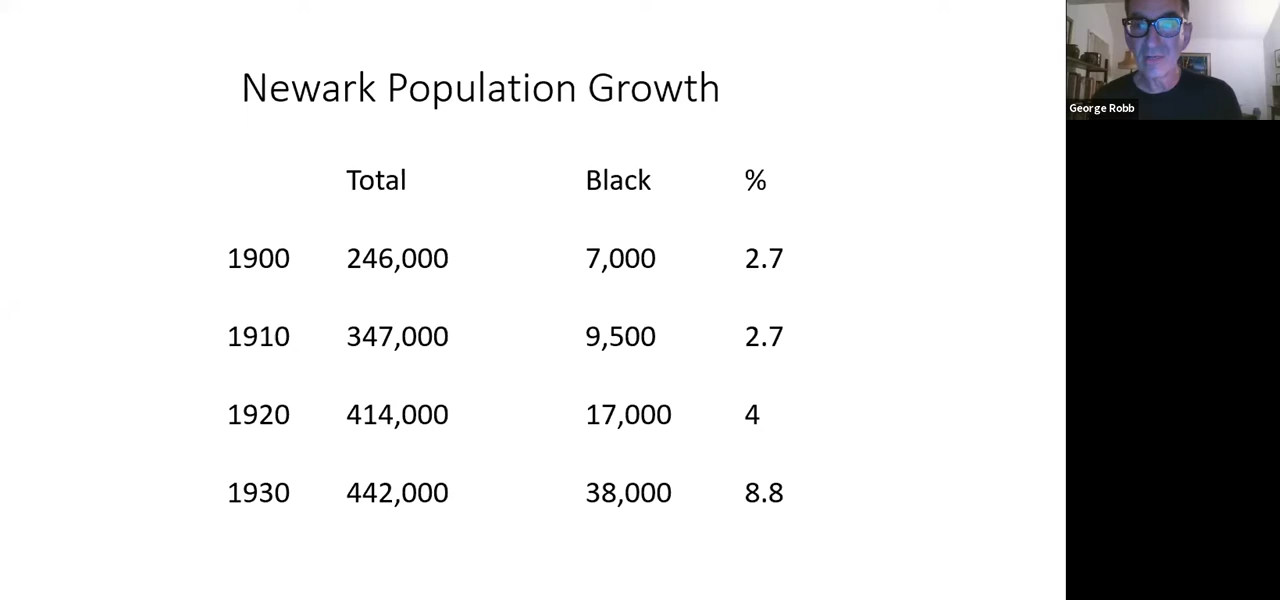 Newark Population Growth
Total Black %
1900 246,000 7,000 2.7
1910 347,000 9,500 2.7
1920 414,000 17,000 4
1930 442,000 38,000 8.8
George Robb